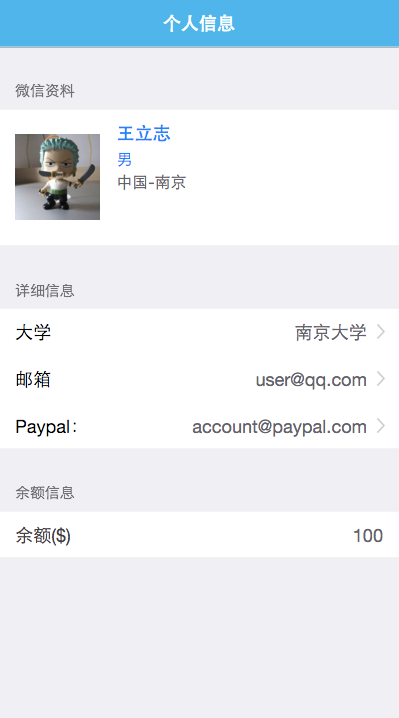 个人信息
微信资料
王立志
男
中国-南京
详细信息
大学 南京大学
邮箱 user@qq.com
Paypal: account@paypal.com
余额信息
余额($) 100